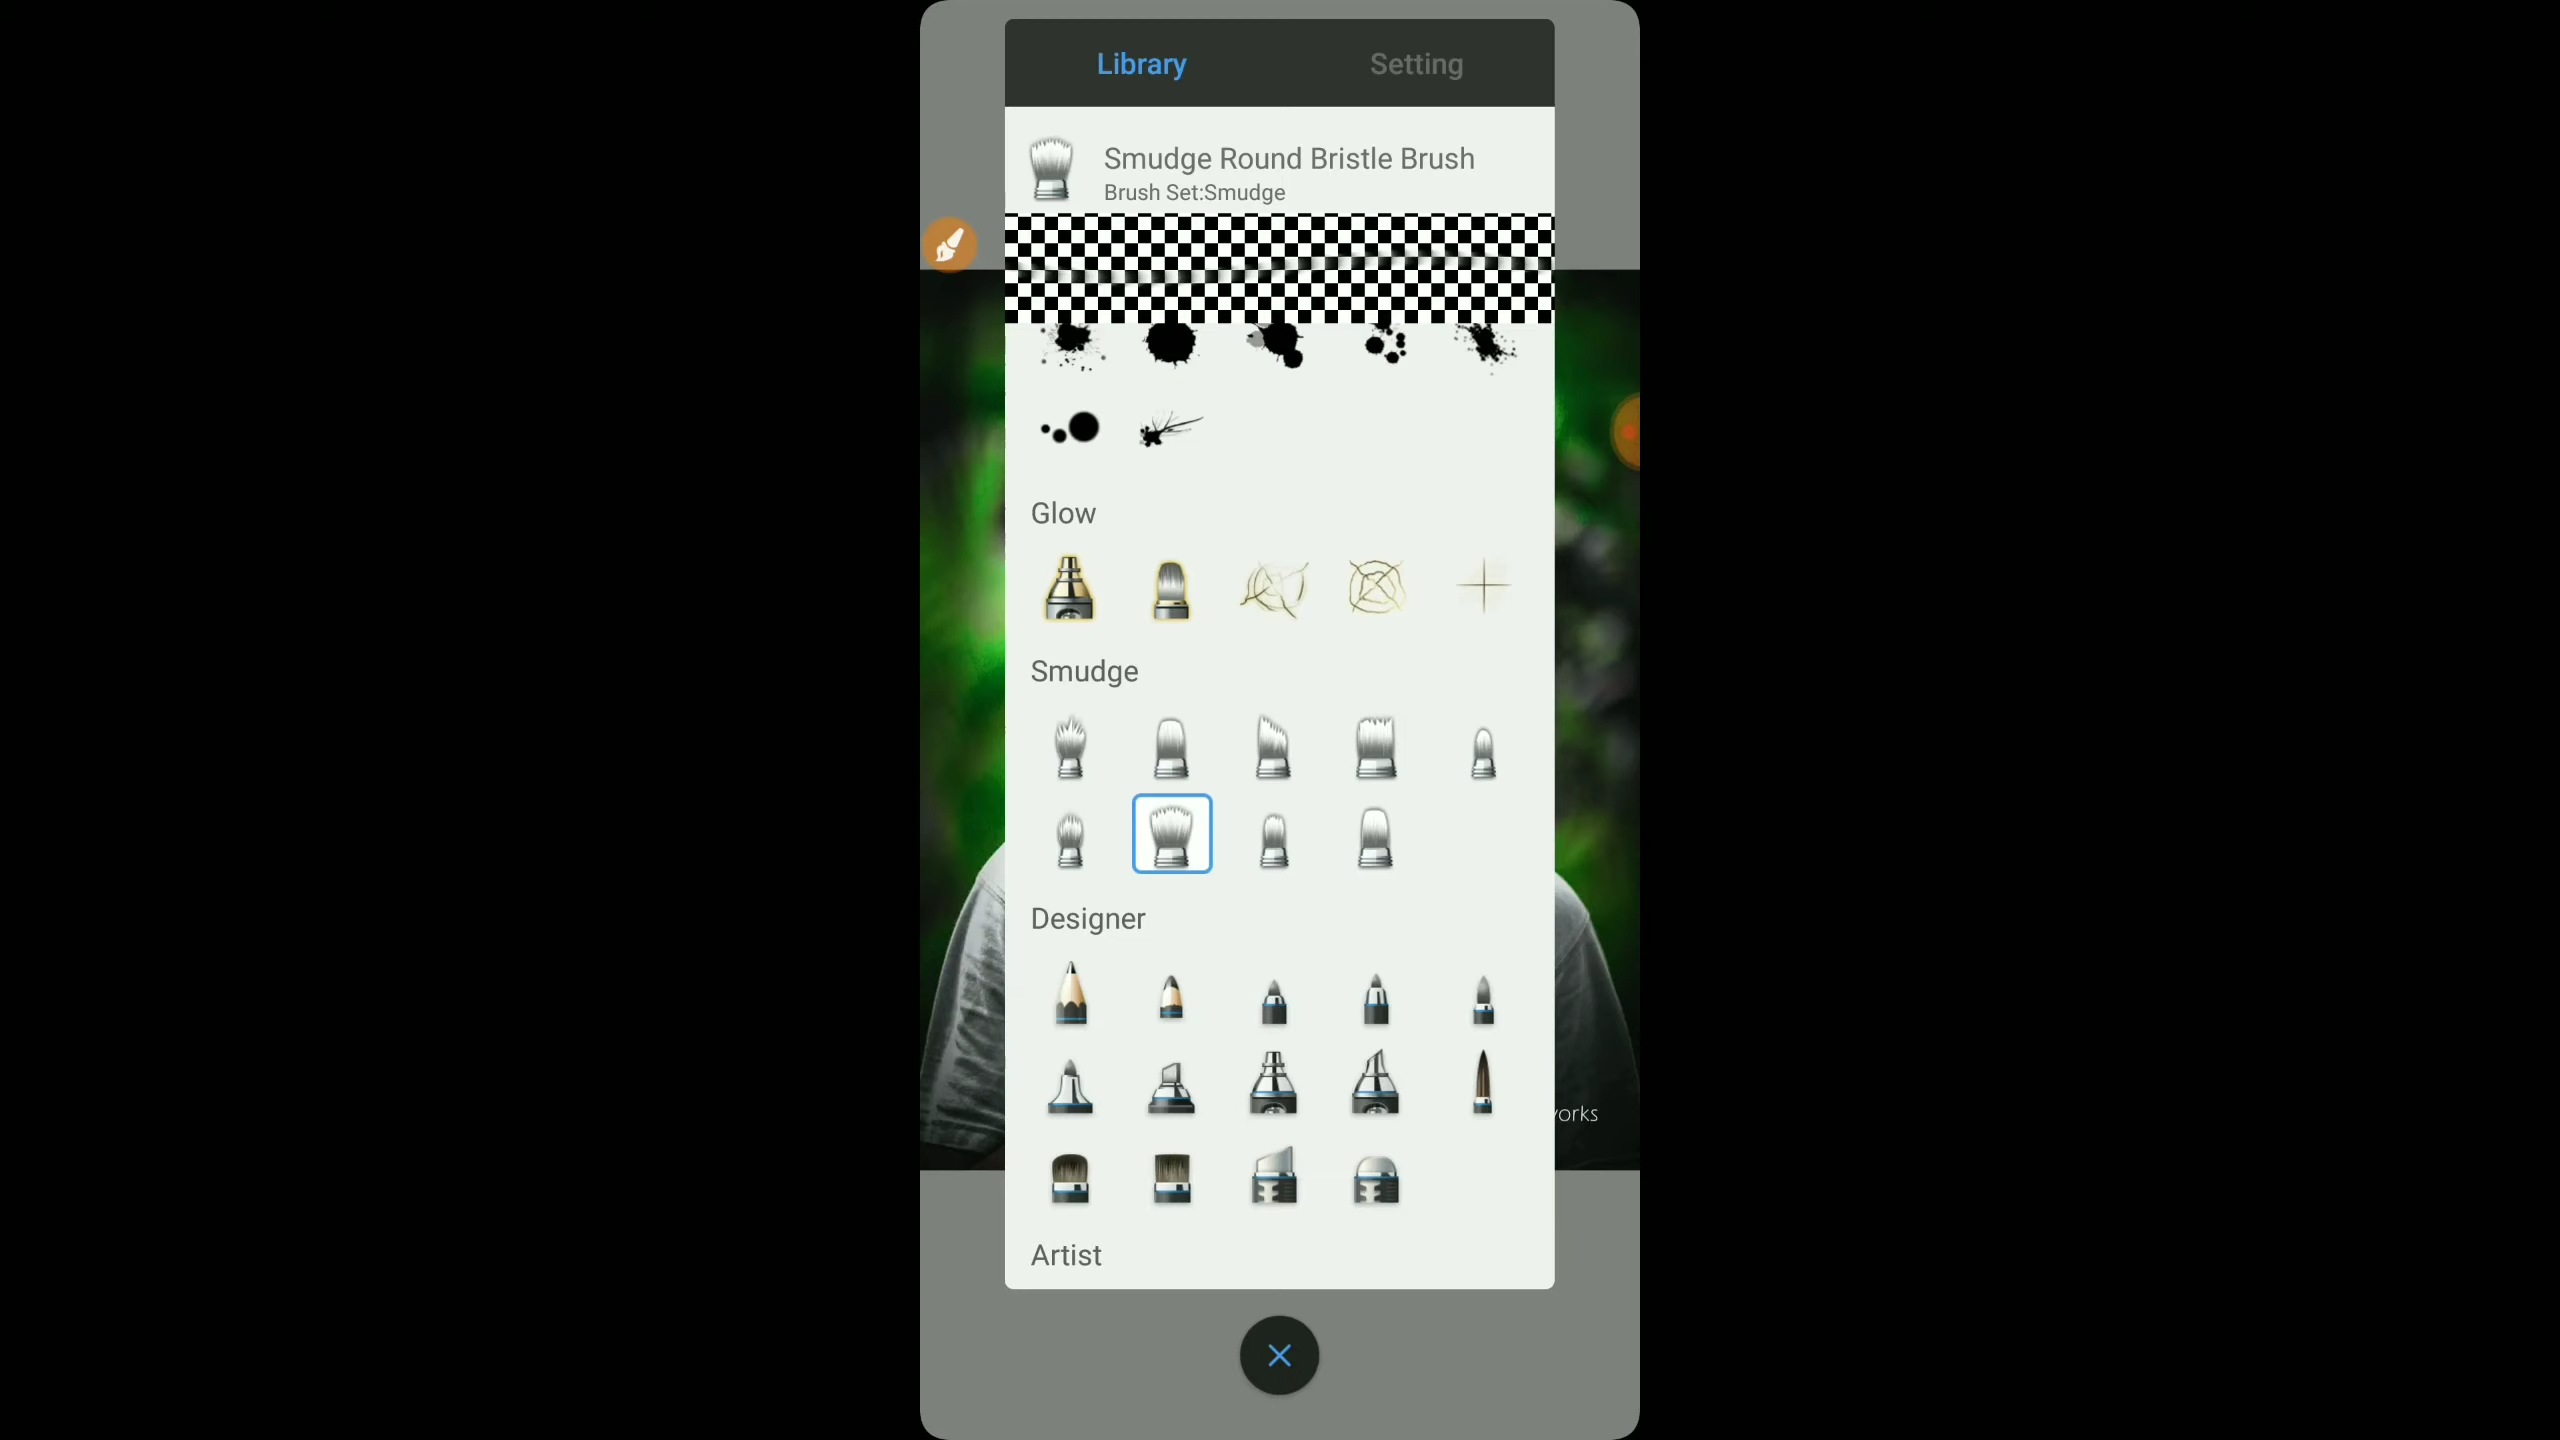 Library
Setting
Smudge Round Bristle Brush
Brush Set:Smudge
Glow
Smudge
Designer
Artist